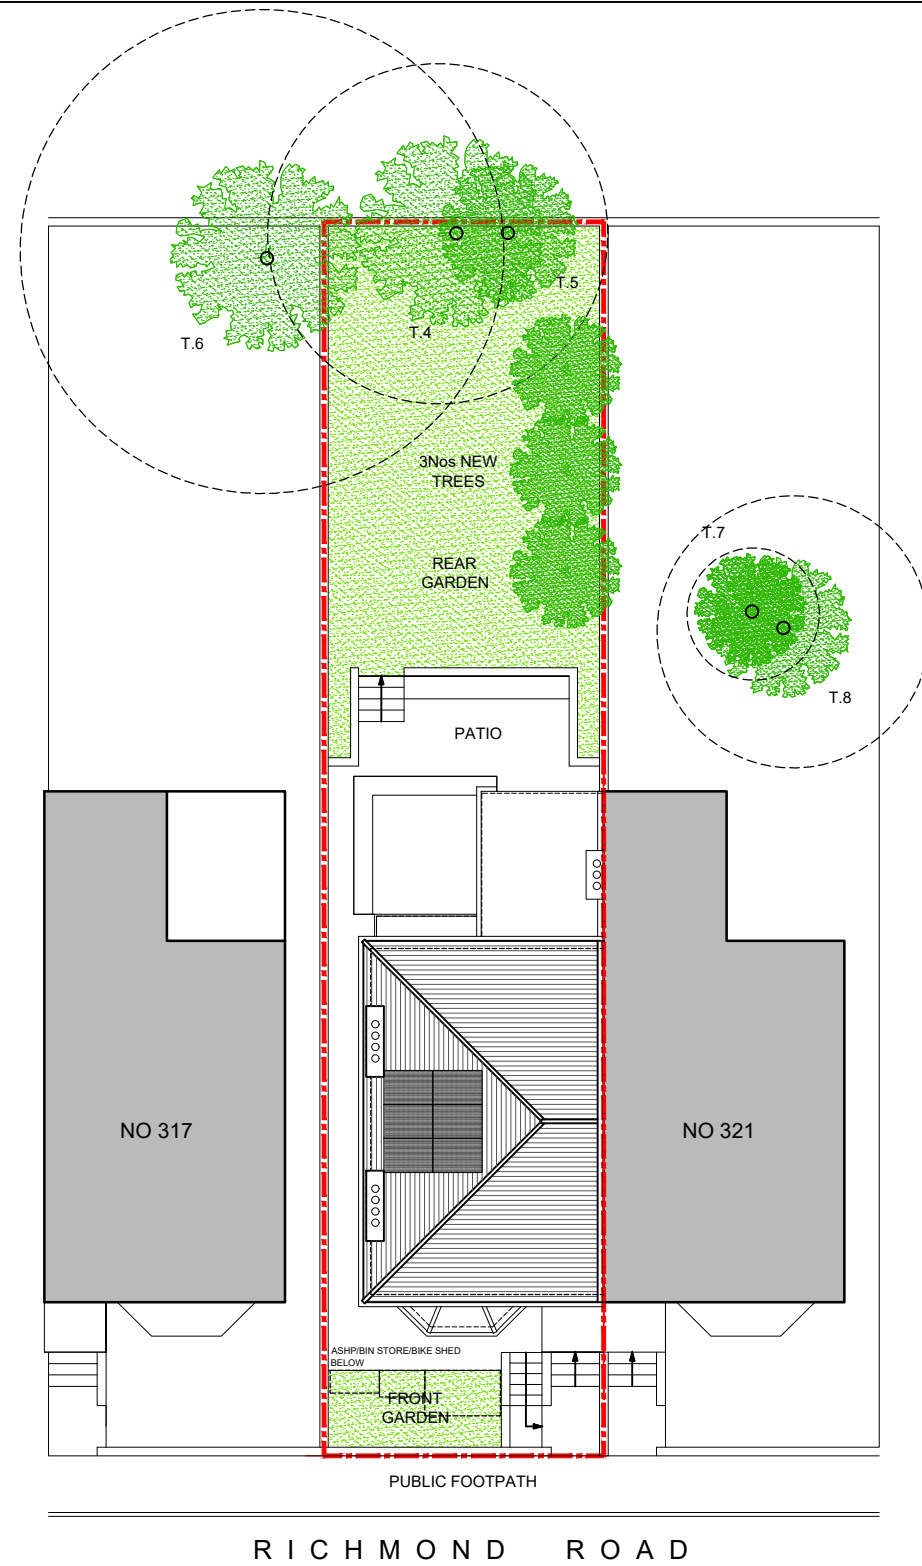 T.5
T.4
T.6
3Nos NEW
TREES
T.7
REAR
GARDEN
T.8
PATIO
NO 317
NO 321
ASHP/BIN STORE/BIKE SHED
BELOW
FRONT
GARDEN
PUBLIC FOOTPATH
RICHMOND ROAD